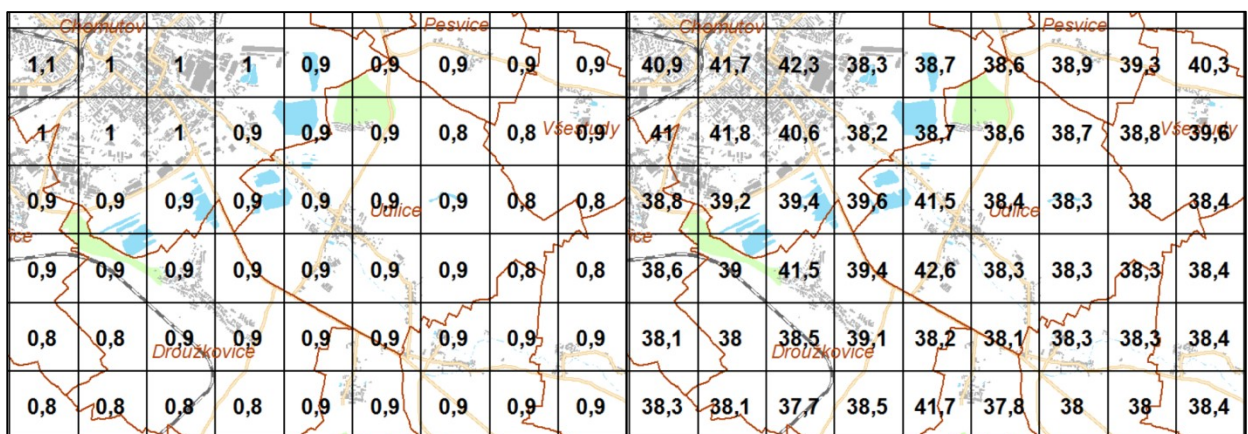 Chomutov Pesvice Chomutov Pesvice
1,1 1 1 1 0,9 0,9 0,9 0,9 0,9 40,9 41,7 42,3 38,3 38,7 38,6 38,9 39,3 40,3
1 1 1 0,9 0,9 0,9 0,8 0,8 0,9 41 41,8 40,6 38,2 38,7 38,6 38,7 38,8 39,6
Všestudy Všestudy
0,9 0,9 0,9 0,9 0,9 0,9 0,9 0,8 0,8 38,8 39,2 39,4 39,6 41,5 38,4 38,3 38 38,4
Údlice Údlice
ice ice
0,9 0,9 0,9 0,9 0,9 0,9 0,9 0,8 0,8 38,6 39 41,5 39,4 42,6 38,3 38,3 38,3 38,4
0,8 0,8 0,9 0,9 0,9 0,9 0,9 0,9 0,9 38,1 38 38,5 39,1 38,2 38,1 38,3 38,3 38,4
Droužkovice Droužkovice
0,8 0,8 0,8 0,8 0,9 0,9 0,9 0,9 0,9 38,3 38,1 37,7 38,5 41,7 37,8 38 38 38,4